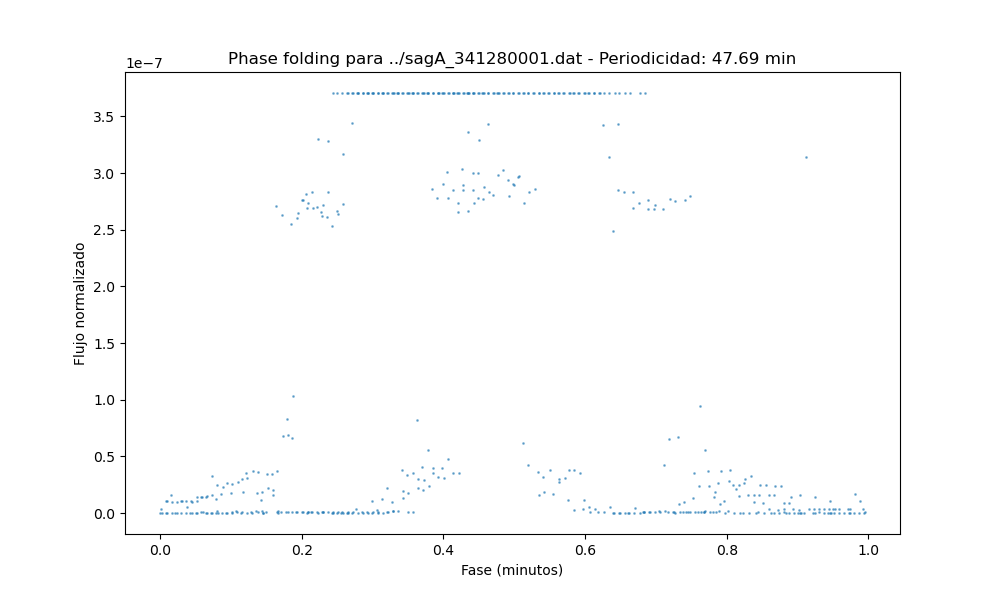 Phase folding para ../sagA_341280001.dat - Periodicidad: 47.69 min
1e−7
3.5
3.0
2.5
2.0
1.5
1.0
0.5
0.0
Flujo normalizado
0.0 0.2 0.4 0.6 0.8 1.0
Fase (minutos)